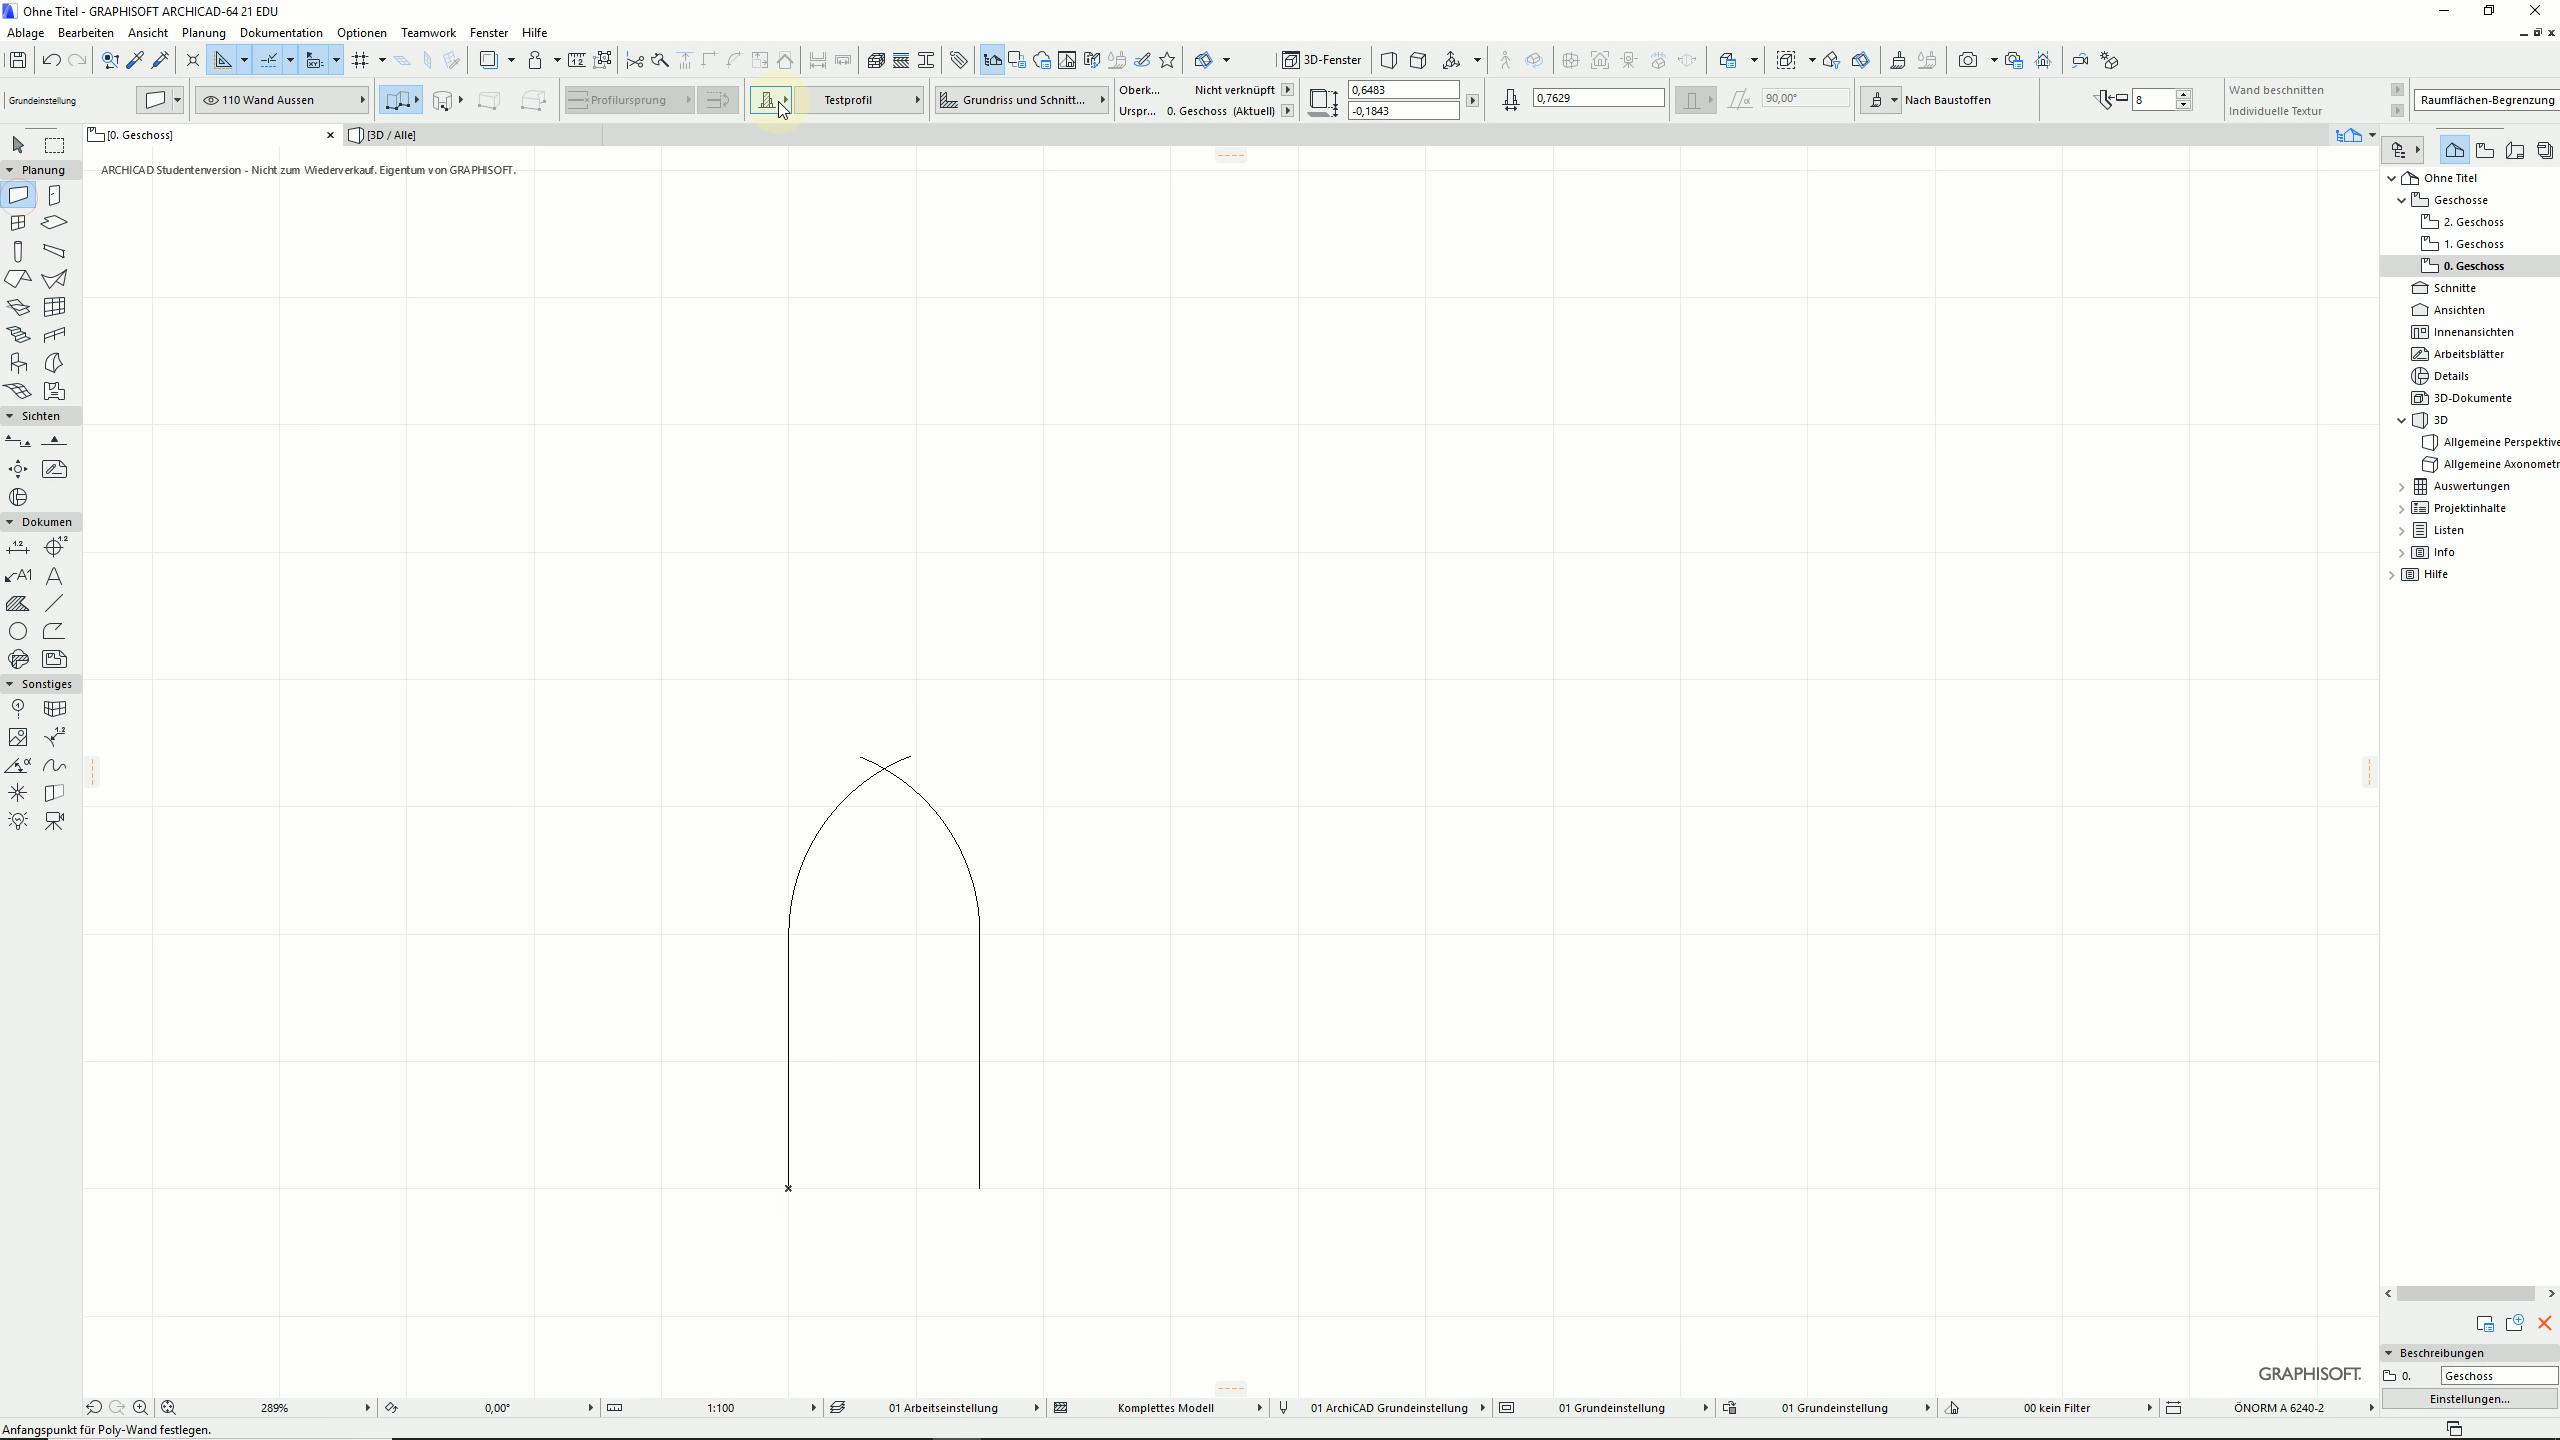 Ohne Titel - GRAPHISOFT ARCHICAD-64 21 EDU
Ablage Bearbeiten Ansicht Planung Dokumentation Optionen Teamwork Fenster Hilfe
3D-Fenster
Grundeinstellung
110 Wand Aussen
Profilursprung
Testprofil
Grundriss und Schnitt...
Oberk... Nicht verknüpft
Urspr... 0. Geschoss (Aktuell)
0,6483
-0,1843
0,7629
90,00°
Nach Baustoffen
8
Wand beschnitten
Individuelle Textur
Raumflächen-Begrenzung
[0. Geschoss]
[3D / Alle]
ARCHICAD Studentenversion - Nicht zum Wiederverkauf. Eigentum von GRAPHISOFT.
Planung
Sichten
Dokumen
Sonstiges
Ohne Titel
Geschosse
2. Geschoss
1. Geschoss
0. Geschoss
Schnitte
Ansichten
Innenansichten
Arbeitsblätter
Details
3D-Dokumente
3D
Allgemeine Perspektive
Allgemeine Axonometr
Auswertungen
Projektinhalte
Listen
Info
Hilfe
GRAPHISOFT.
Beschreibungen
0. Geschoss
Einstellungen...
289% 0,00° 1:100 01 Arbeitseinstellung Komplettes Modell 01 ArchiCAD Grundeinstellung 01 Grundeinstellung 01 Grundeinstellung 00 kein Filter ÖNORM A 6240-2
Anfangspunkt für Poly-Wand festlegen.